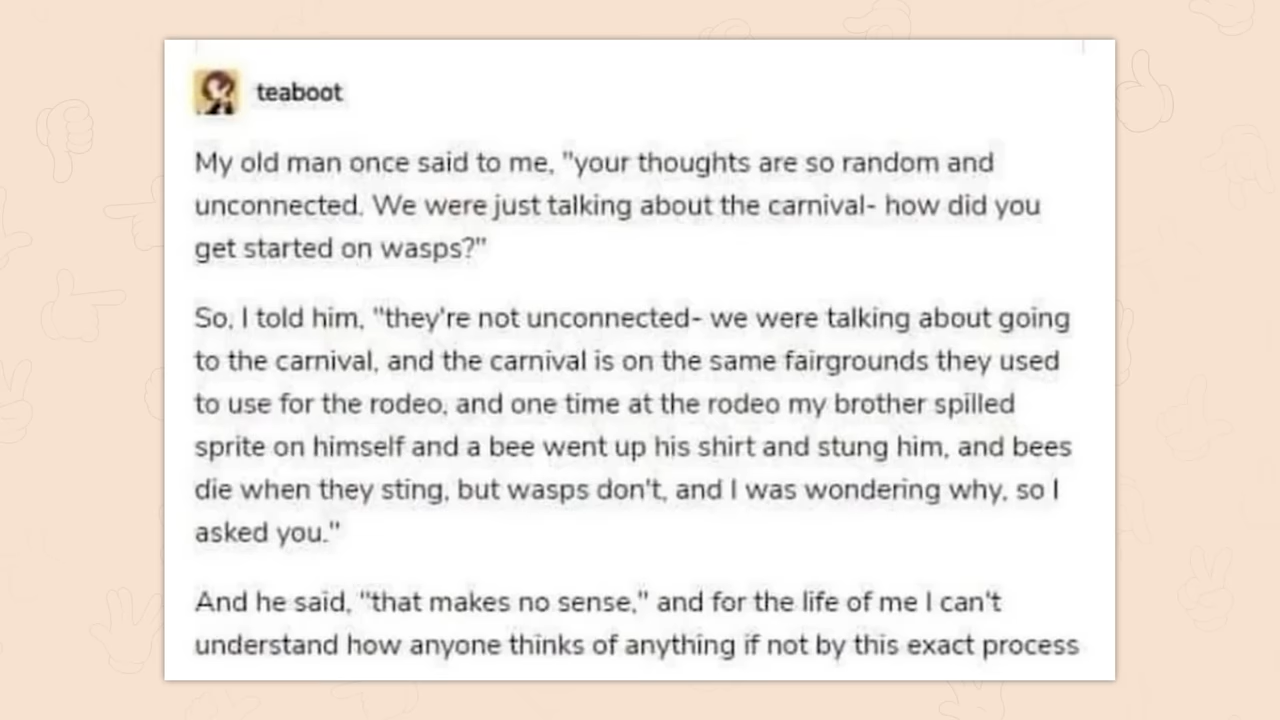 teaboot
My old man once said to me, "your thoughts are so random and
unconnected. We were just talking about the carnival- how did you
get started on wasps?"
So, I told him, "they're not unconnected- we were talking about going
to the carnival, and the carnival is on the same fairgrounds they used
to use for the rodeo, and one time at the rodeo my brother spilled
sprite on himself and a bee went up his shirt and stung him, and bees
die when they sting, but wasps don't, and I was wondering why, so I
asked you."
And he said, "that makes no sense," and for the life of me I can't
understand how anyone thinks of anything if not by this exact process